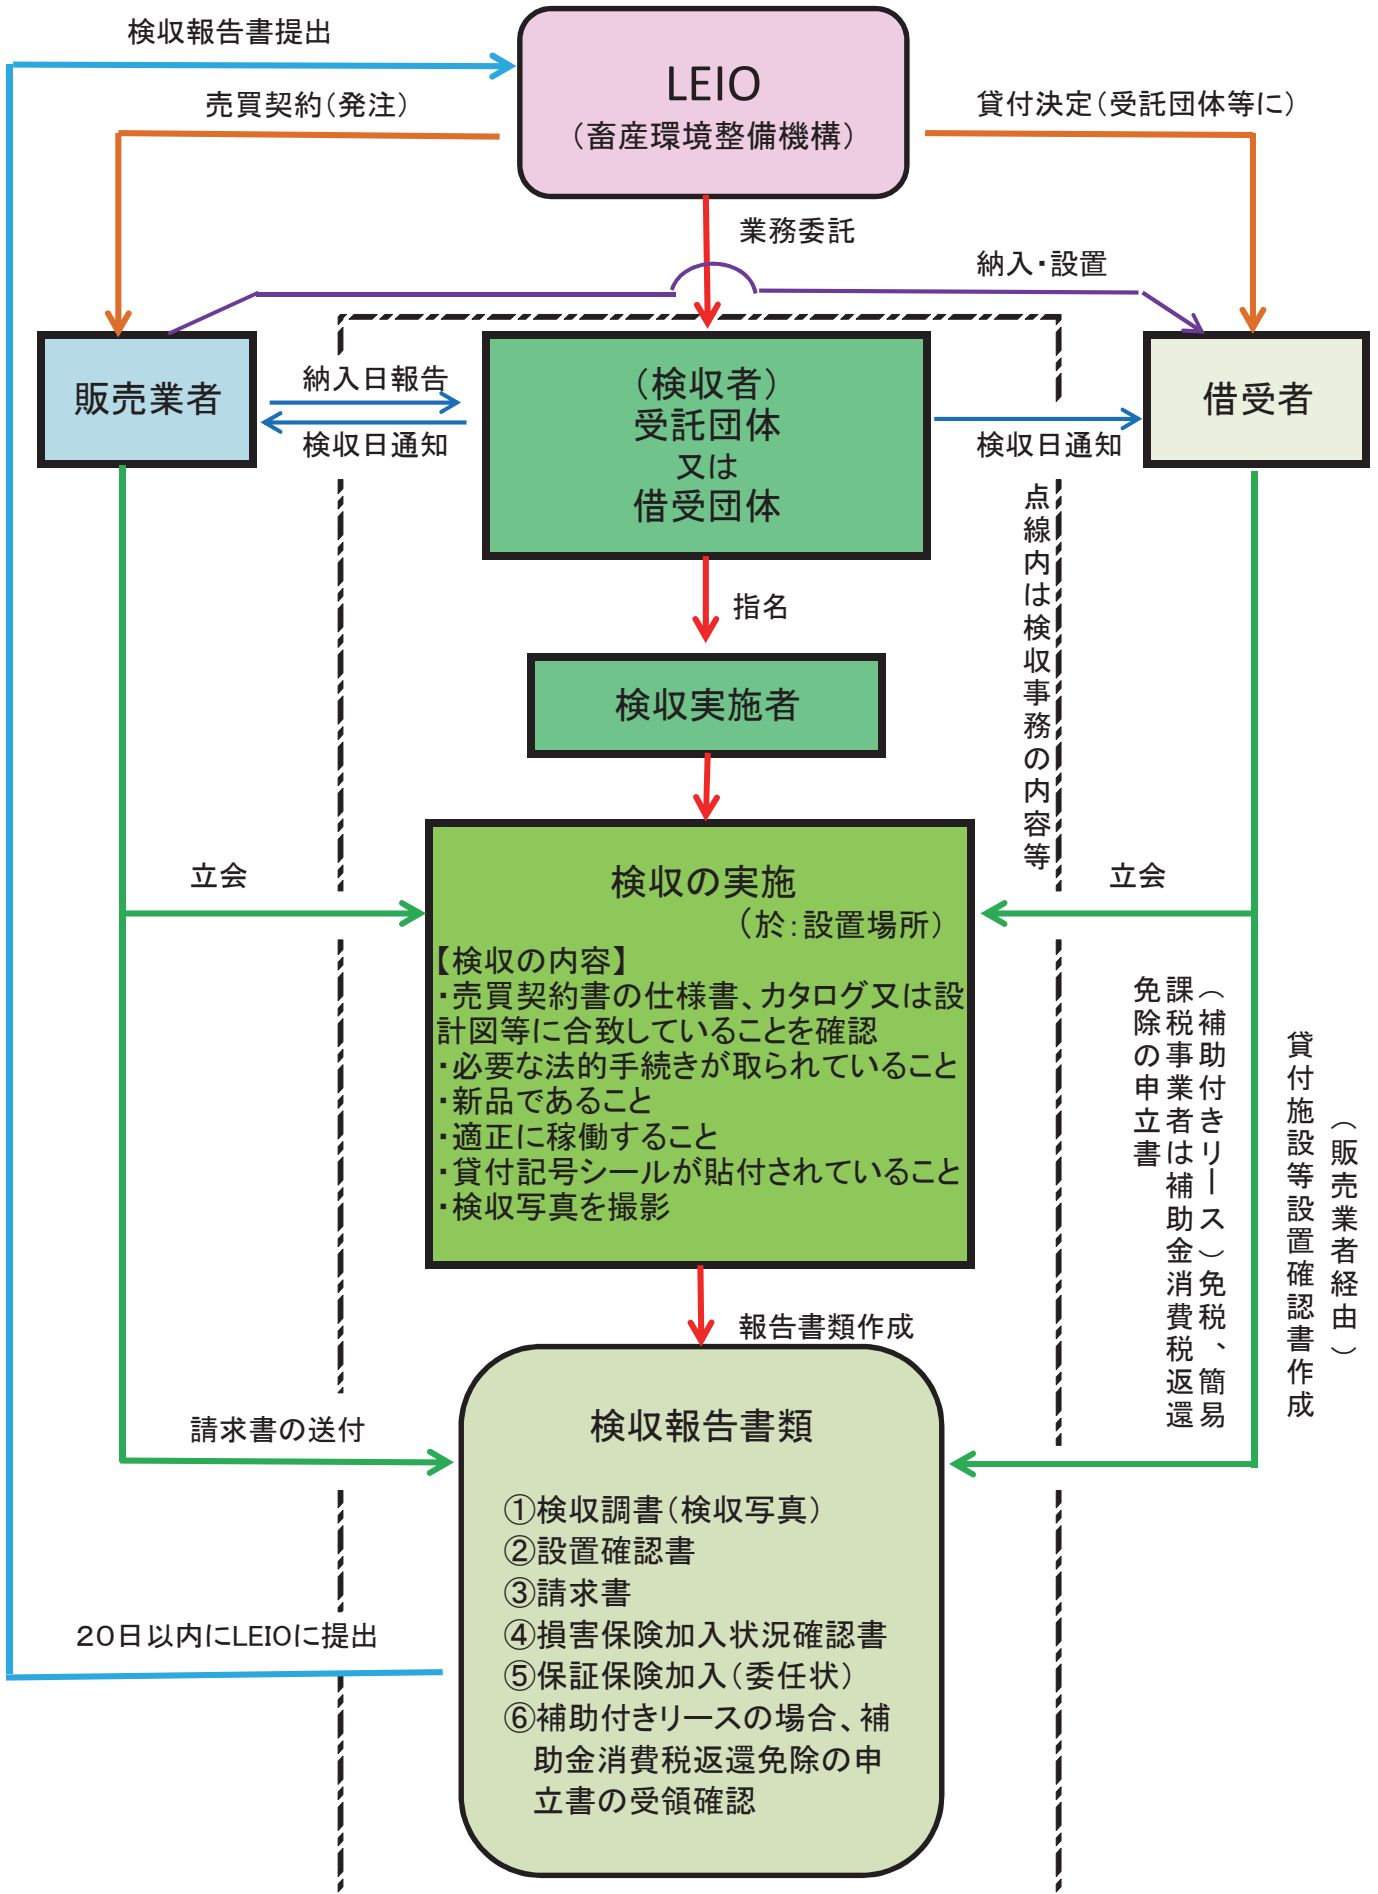 検収報告書提出
LEIO
（畜産環境整備機構）
売買契約（発注）
貸付決定（受託団体等に）
業務委託
納入・設置
販売業者
納入日報告
検収日通知
（検収者）
受託団体
又は
借受団体
検収日通知
借受者
点線内は検収事務の内容等
指名
検収実施者
立会
立会
検収の実施
（於：設置場所）
【検収の内容】
・売買契約書の仕様書、カタログ又は設
計図等に合致していることを確認
・必要な法的手続きが取られていること
・新品であること
・適正に稼働すること
・貸付記号シールが貼付されていること
・検収写真を撮影
（販売業者経由）
貸付施設等設置確認書作成
（補助付きリース）免税、簡易
課税事業者は補助金消費税返還
免除の申立書
報告書類作成
請求書の送付
検収報告書類
①検収調書（検収写真）
②設置確認書
③請求書
④損害保険加入状況確認書
⑤保証保険加入（委任状）
⑥補助付きリースの場合、補
助金消費税返還免除の申
立書の受領確認
２０日以内にLEIOに提出